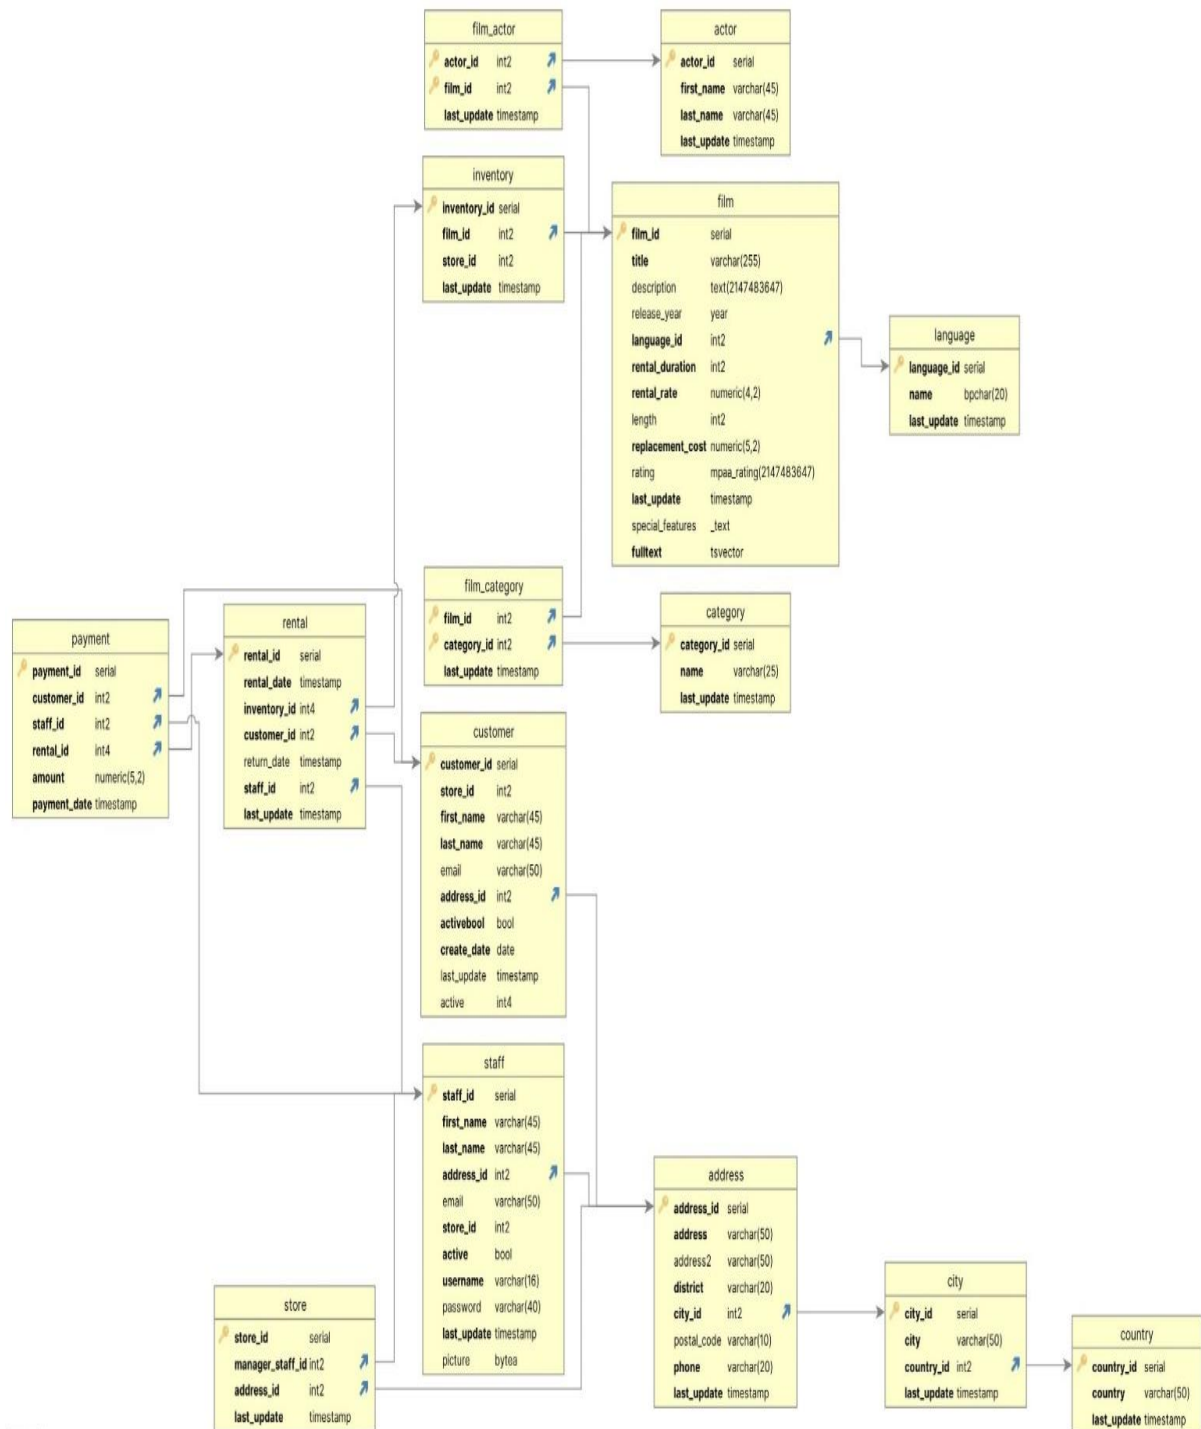 film_actor
actor_id int2
film_id int2
last_update timestamp
actor
actor_id serial
first_name varchar(45)
last_name varchar(45)
last_update timestamp
inventory
inventory_id serial
film_id int2
store_id int2
last_update timestamp
film
film_id serial
title varchar(255)
description text(2147483647)
release_year year
language_id int2
rental_duration int2
rental_rate numeric(4,2)
length int2
replacement_cost numeric(5,2)
rating mpaa_rating(2147483647)
last_update timestamp
special_features _text
fulltext tsvector
language
language_id serial
name bpchar(20)
last_update timestamp
film_category
film_id int2
category_id int2
last_update timestamp
category
category_id serial
name varchar(25)
last_update timestamp
payment
payment_id serial
customer_id int2
staff_id int2
rental_id int4
amount numeric(5,2)
payment_date timestamp
rental
rental_id serial
rental_date timestamp
inventory_id int4
customer_id int2
return_date timestamp
staff_id int2
last_update timestamp
customer
customer_id serial
store_id int2
first_name varchar(45)
last_name varchar(45)
email varchar(50)
address_id int2
activebool bool
create_date date
last_update timestamp
active int4
staff
staff_id serial
first_name varchar(45)
last_name varchar(45)
address_id int2
email varchar(50)
store_id int2
active bool
username varchar(16)
password varchar(40)
last_update timestamp
picture bytea
store
store_id serial
manager_staff_id int2
address_id int2
last_update timestamp
address
address_id serial
address varchar(50)
address2 varchar(50)
district varchar(20)
city_id int2
postal_code varchar(10)
phone varchar(20)
last_update timestamp
city
city_id serial
city varchar(50)
country_id int2
last_update timestamp
country
country_id serial
country varchar(50)
last_update timestamp